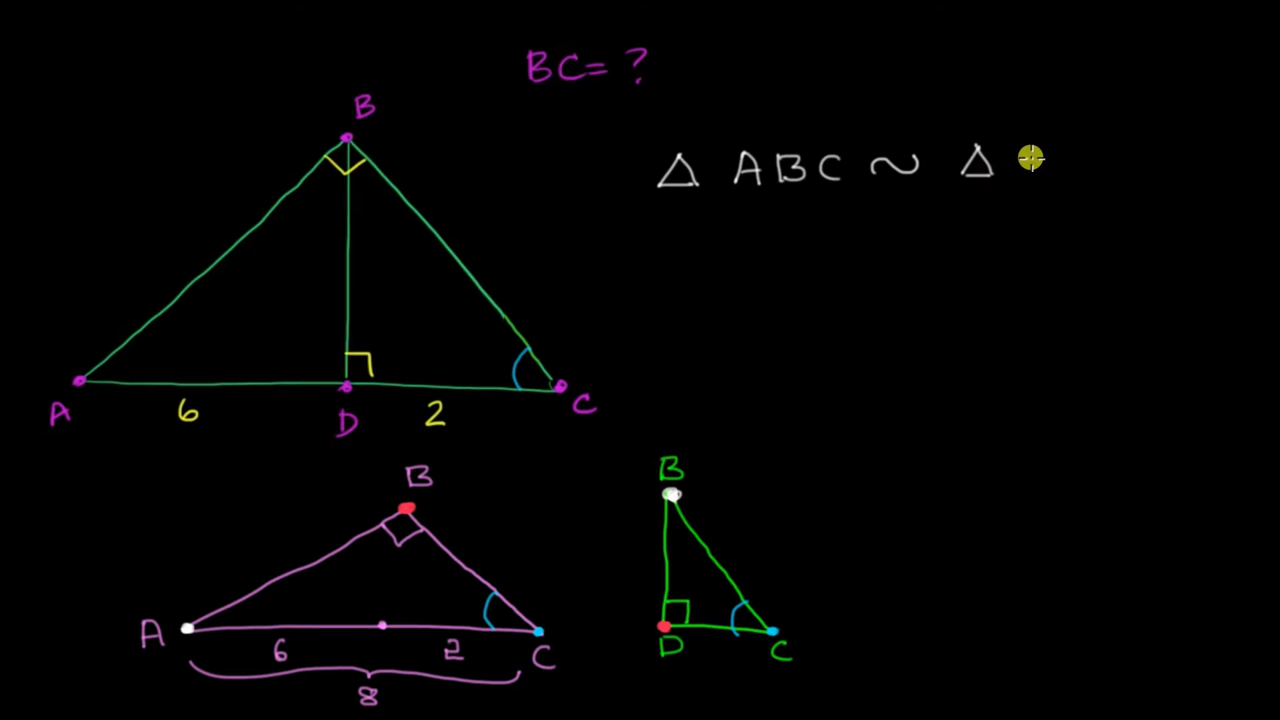 BC = ?
B
△ ABC ~ △
A 6 D 2 C
B
B
A 6 2 C
D C
8